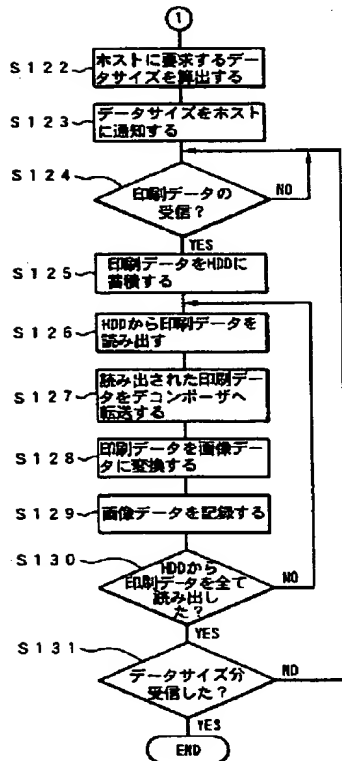 1
S122
ホストに要求するデー
タサイズを算出する
S123
データサイズをホスト
に通知する
S124
印刷データの
受信?
NO
YES
S125
印刷データをHDDに
蓄積する
S126
HDDから印刷データを
読み出す
S127
読み出された印刷デー
タをデコンポーザへ
転送する
S128
印刷データを画像デー
タに変換する
S129
画像データを記録する
S130
HDDから
印刷データを全て
読み出し
た?
NO
YES
S131
データサイズ分
受信した?
NO
YES
END